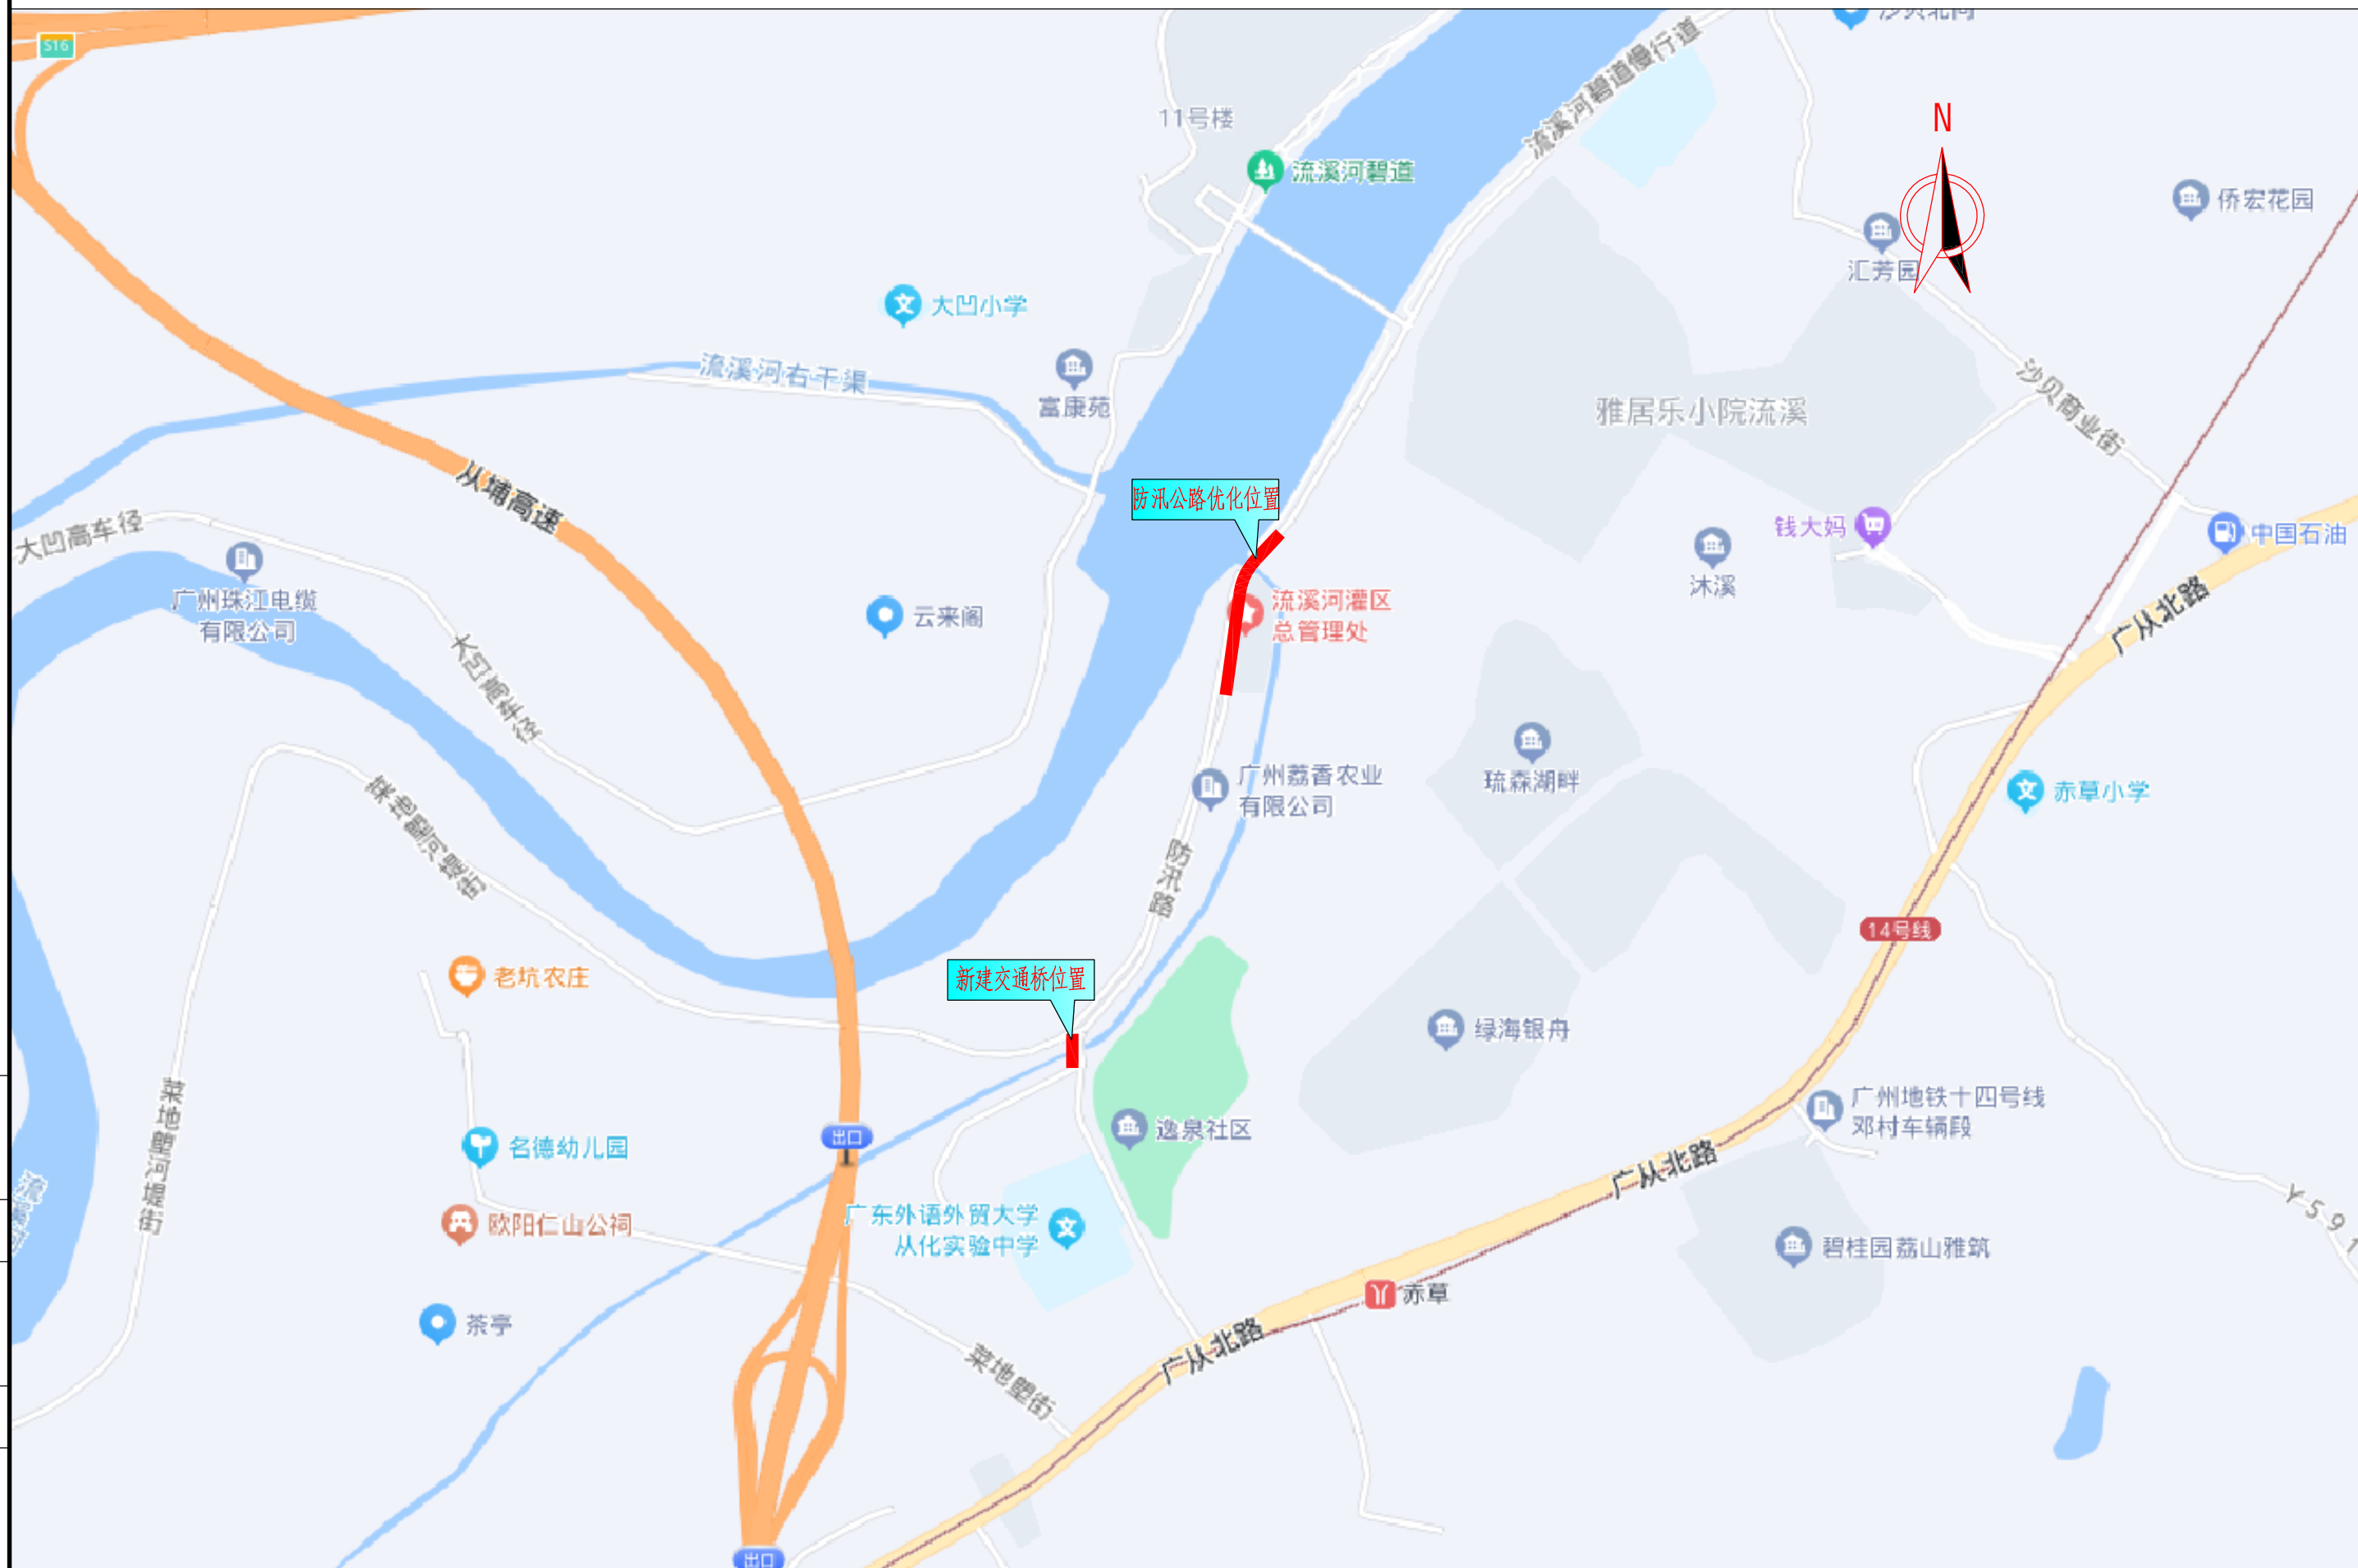 S16
11号楼
流溪河碧道慢行道
N
流溪河碧道
侨宏花园
汇芳园
大凹小学
流溪河右干渠
富康苑
雅居乐小院流溪
沙贝商业街
从埔高速
防汛公路优化位置
大凹高车径
钱大妈
中国石油
沐溪
广州珠江电缆
有限公司
云来阁
流溪河灌区
总管理处
广从北路
大凹高车径
琉森湖畔
广州荔香农业
有限公司
赤草小学
菜地塱河堤街
防汛路
14号线
老坑农庄
新建交通桥位置
绿海银舟
广州地铁十四号线
邓村车辆段
菜地塱河堤街
出口
逸泉社区
名德幼儿园
广从北路
Y591
欧阳仁山公祠
广东外语外贸大学
从化实验中学
碧桂园荔山雅筑
赤草
茶亭
广从北路
菜地塱街
出口